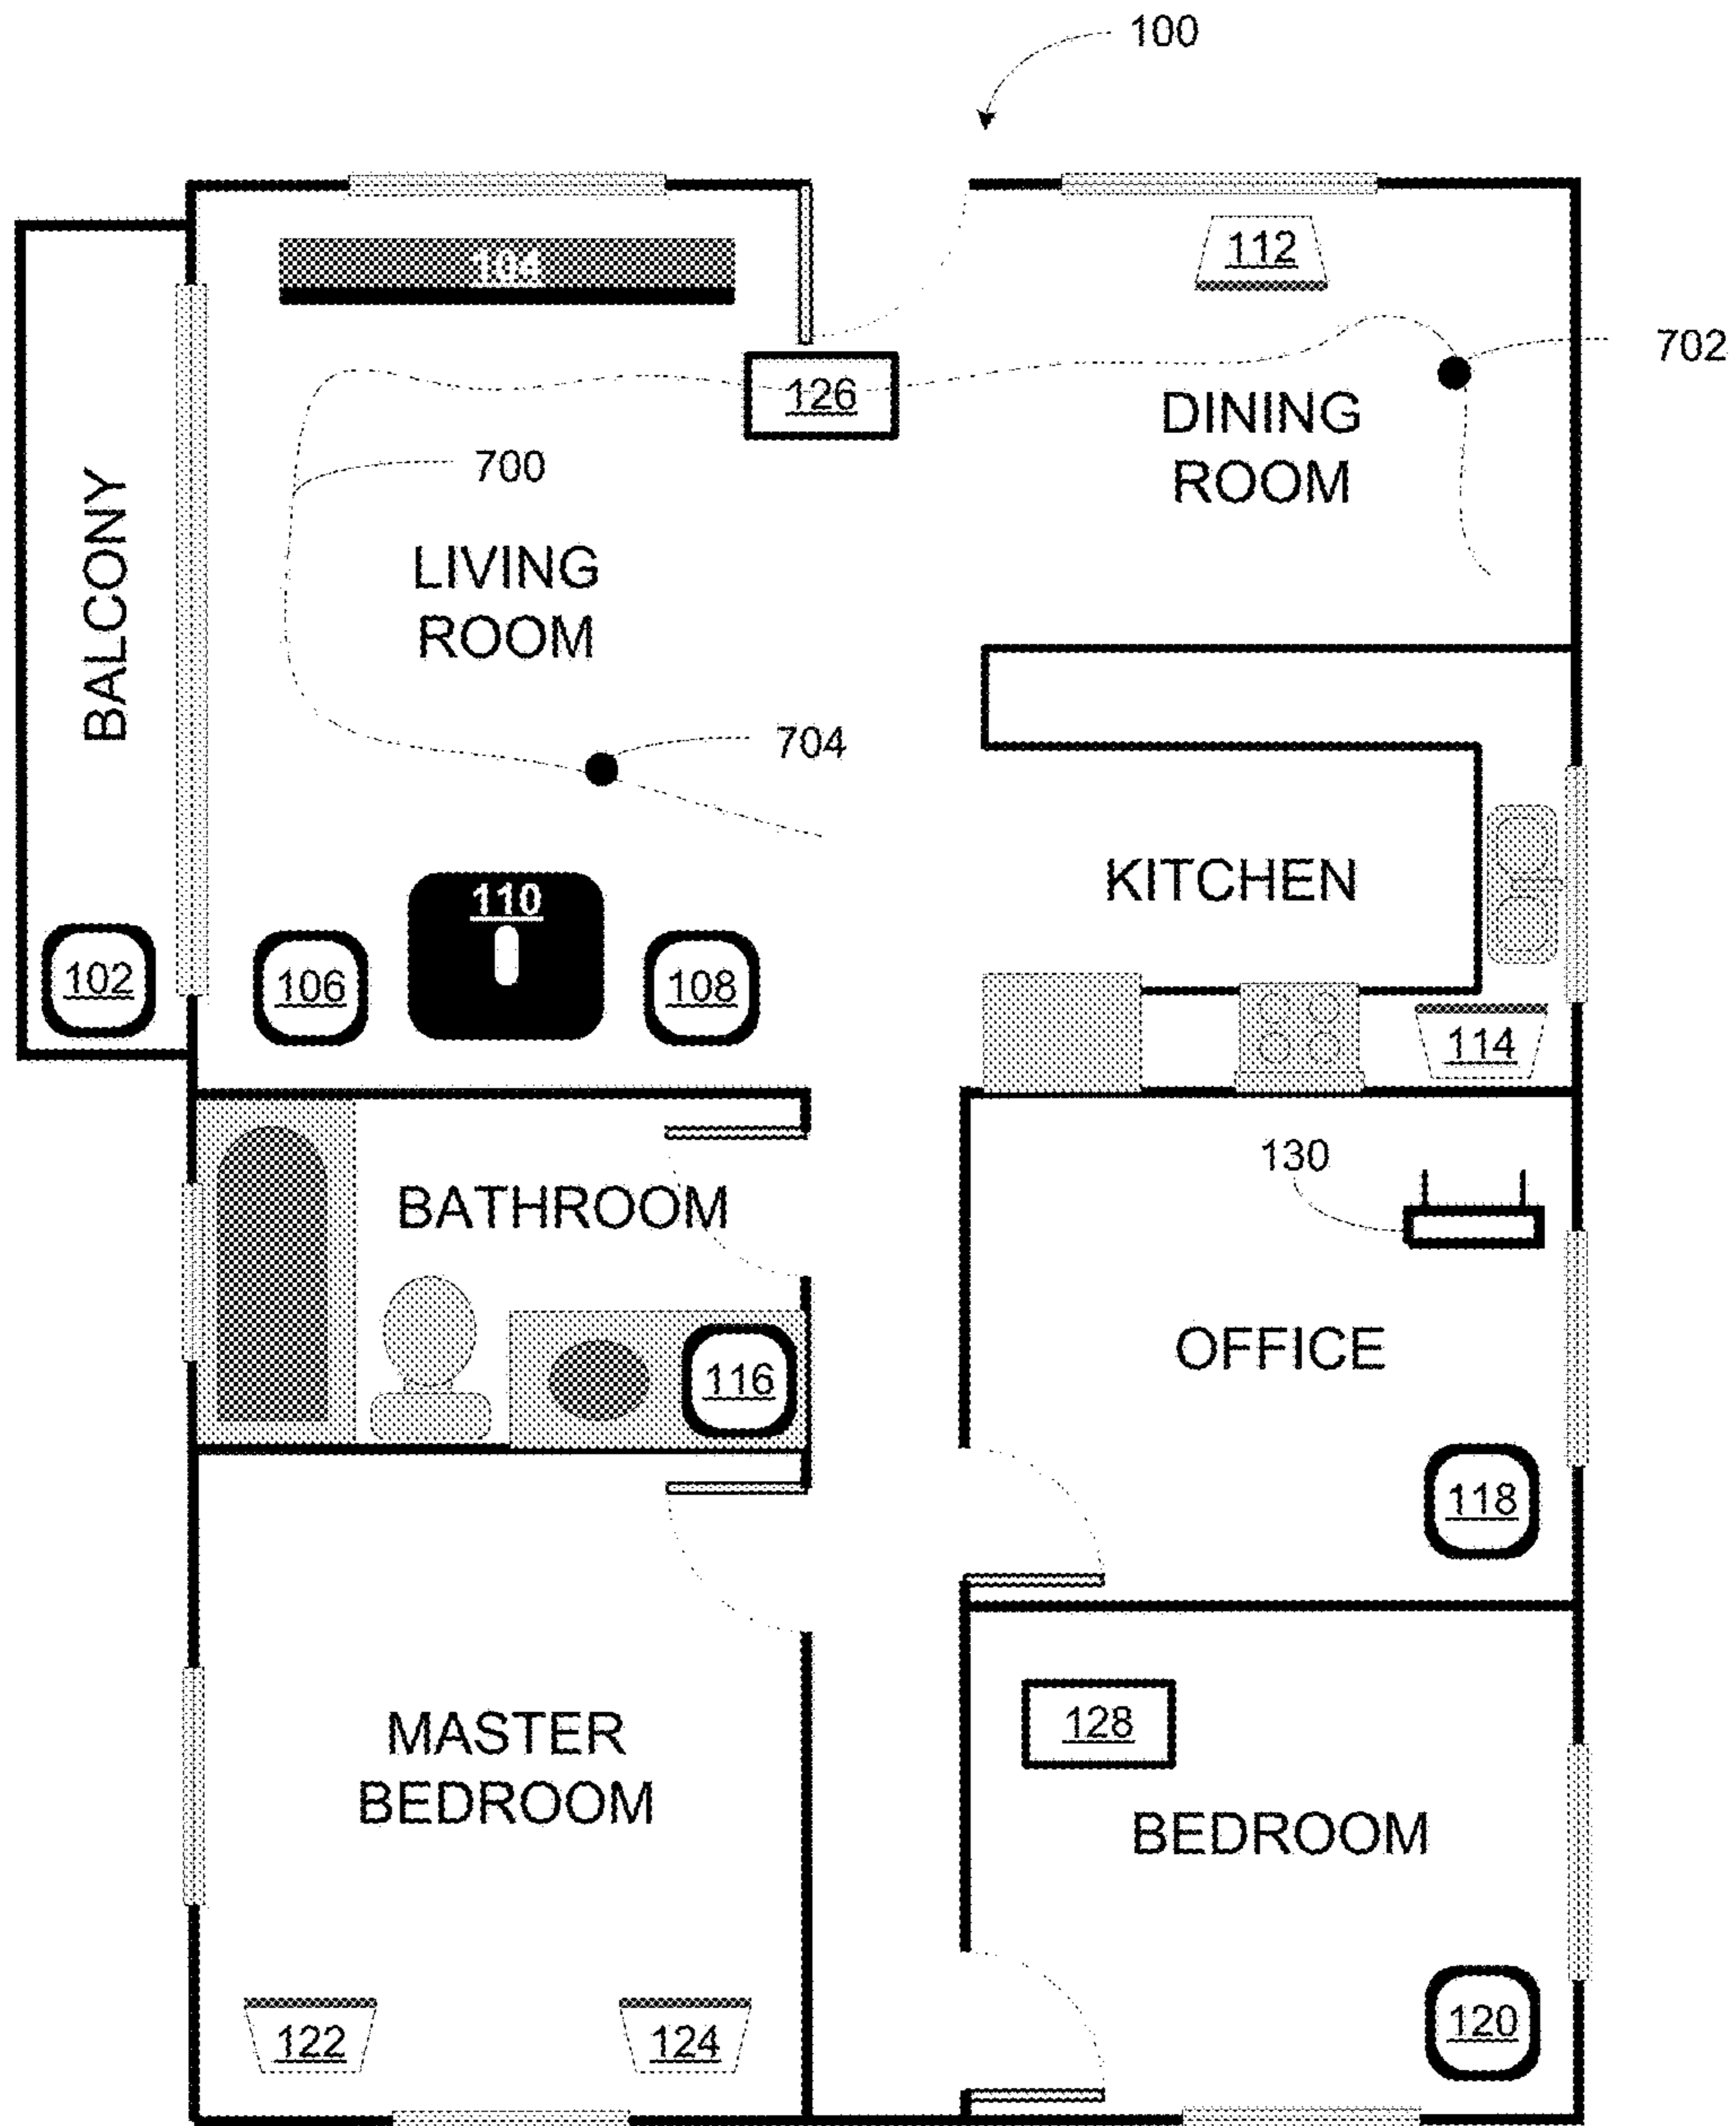 100
104
112
702
126
DINING
ROOM
700
BALCONY
LIVING
ROOM
704
KITCHEN
110
102
106
108
114
130
BATHROOM
OFFICE
116
118
128
MASTER
BEDROOM
BEDROOM
120
122
124